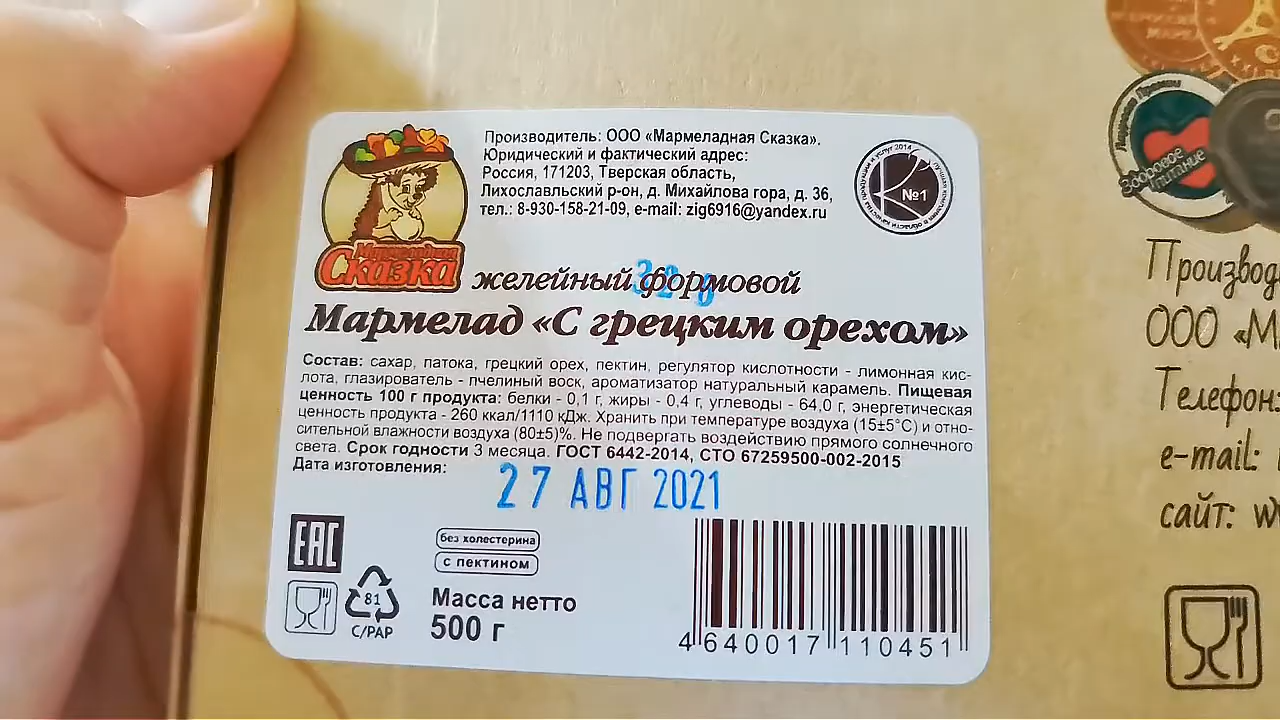 Производитель: ООО «Мармеладная Сказка».
Юридический и фактический адрес:
Россия, 171203, Тверская область,
Лихославльский р-он, д. Михайлова гора, д. 36,
тел.: 8-930-158-21-09, e-mail: zig6916@yandex.ru
№1
Мармеладная
Сказка
желейный формовой
Мармелад «С грецким орехом»
Состав: сахар, патока, грецкий орех, пектин, регулятор кислотности - лимонная кис-
лота, глазирователь - пчелиный воск, ароматизатор натуральный карамель. Пищевая
ценность 100 г продукта: белки - 0,1 г, жиры - 0,4 г, углеводы - 64,0 г, энергетическая
ценность продукта - 260 ккал/1110 кДж. Хранить при температуре воздуха (15±5°С) и отно-
сительной влажности воздуха (80±5)%. Не подвергать воздействию прямого солнечного
света. Срок годности 3 месяца. ГОСТ 6442-2014, СТО 67259500-002-2015
Дата изготовления:
27 АВГ 2021
ЕАС
без холестерина
с пектином
81
C/PAP
Масса нетто
500 г
4 640017 110451
Здоровое
питание
Производ
ООО «М
Телефон:
e-mail:
сайт: w